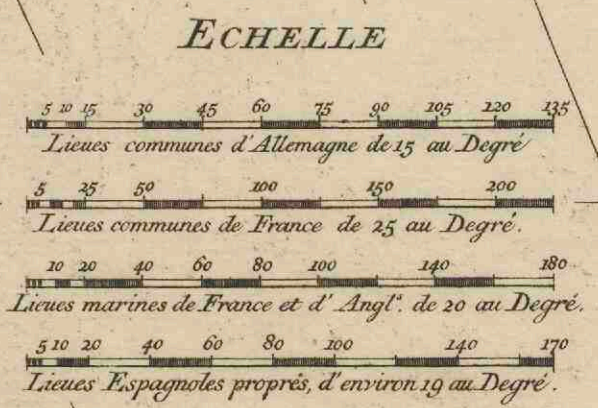 ECHELLE
5 10 15 30 45 60 75 90 105 120 135
Lieues communes d'Allemagne de 15 au Degré
5 25 50 100 150 200
Lieues communes de France de 25 au Degré.
10 20 40 60 80 100 140 180
Lieues marines de France et d'Anglᵃ. de 20 au Degré.
5 10 20 40 60 80 100 140 170
Lieues Espagnoles proprés, d'environ 19 au Degré.